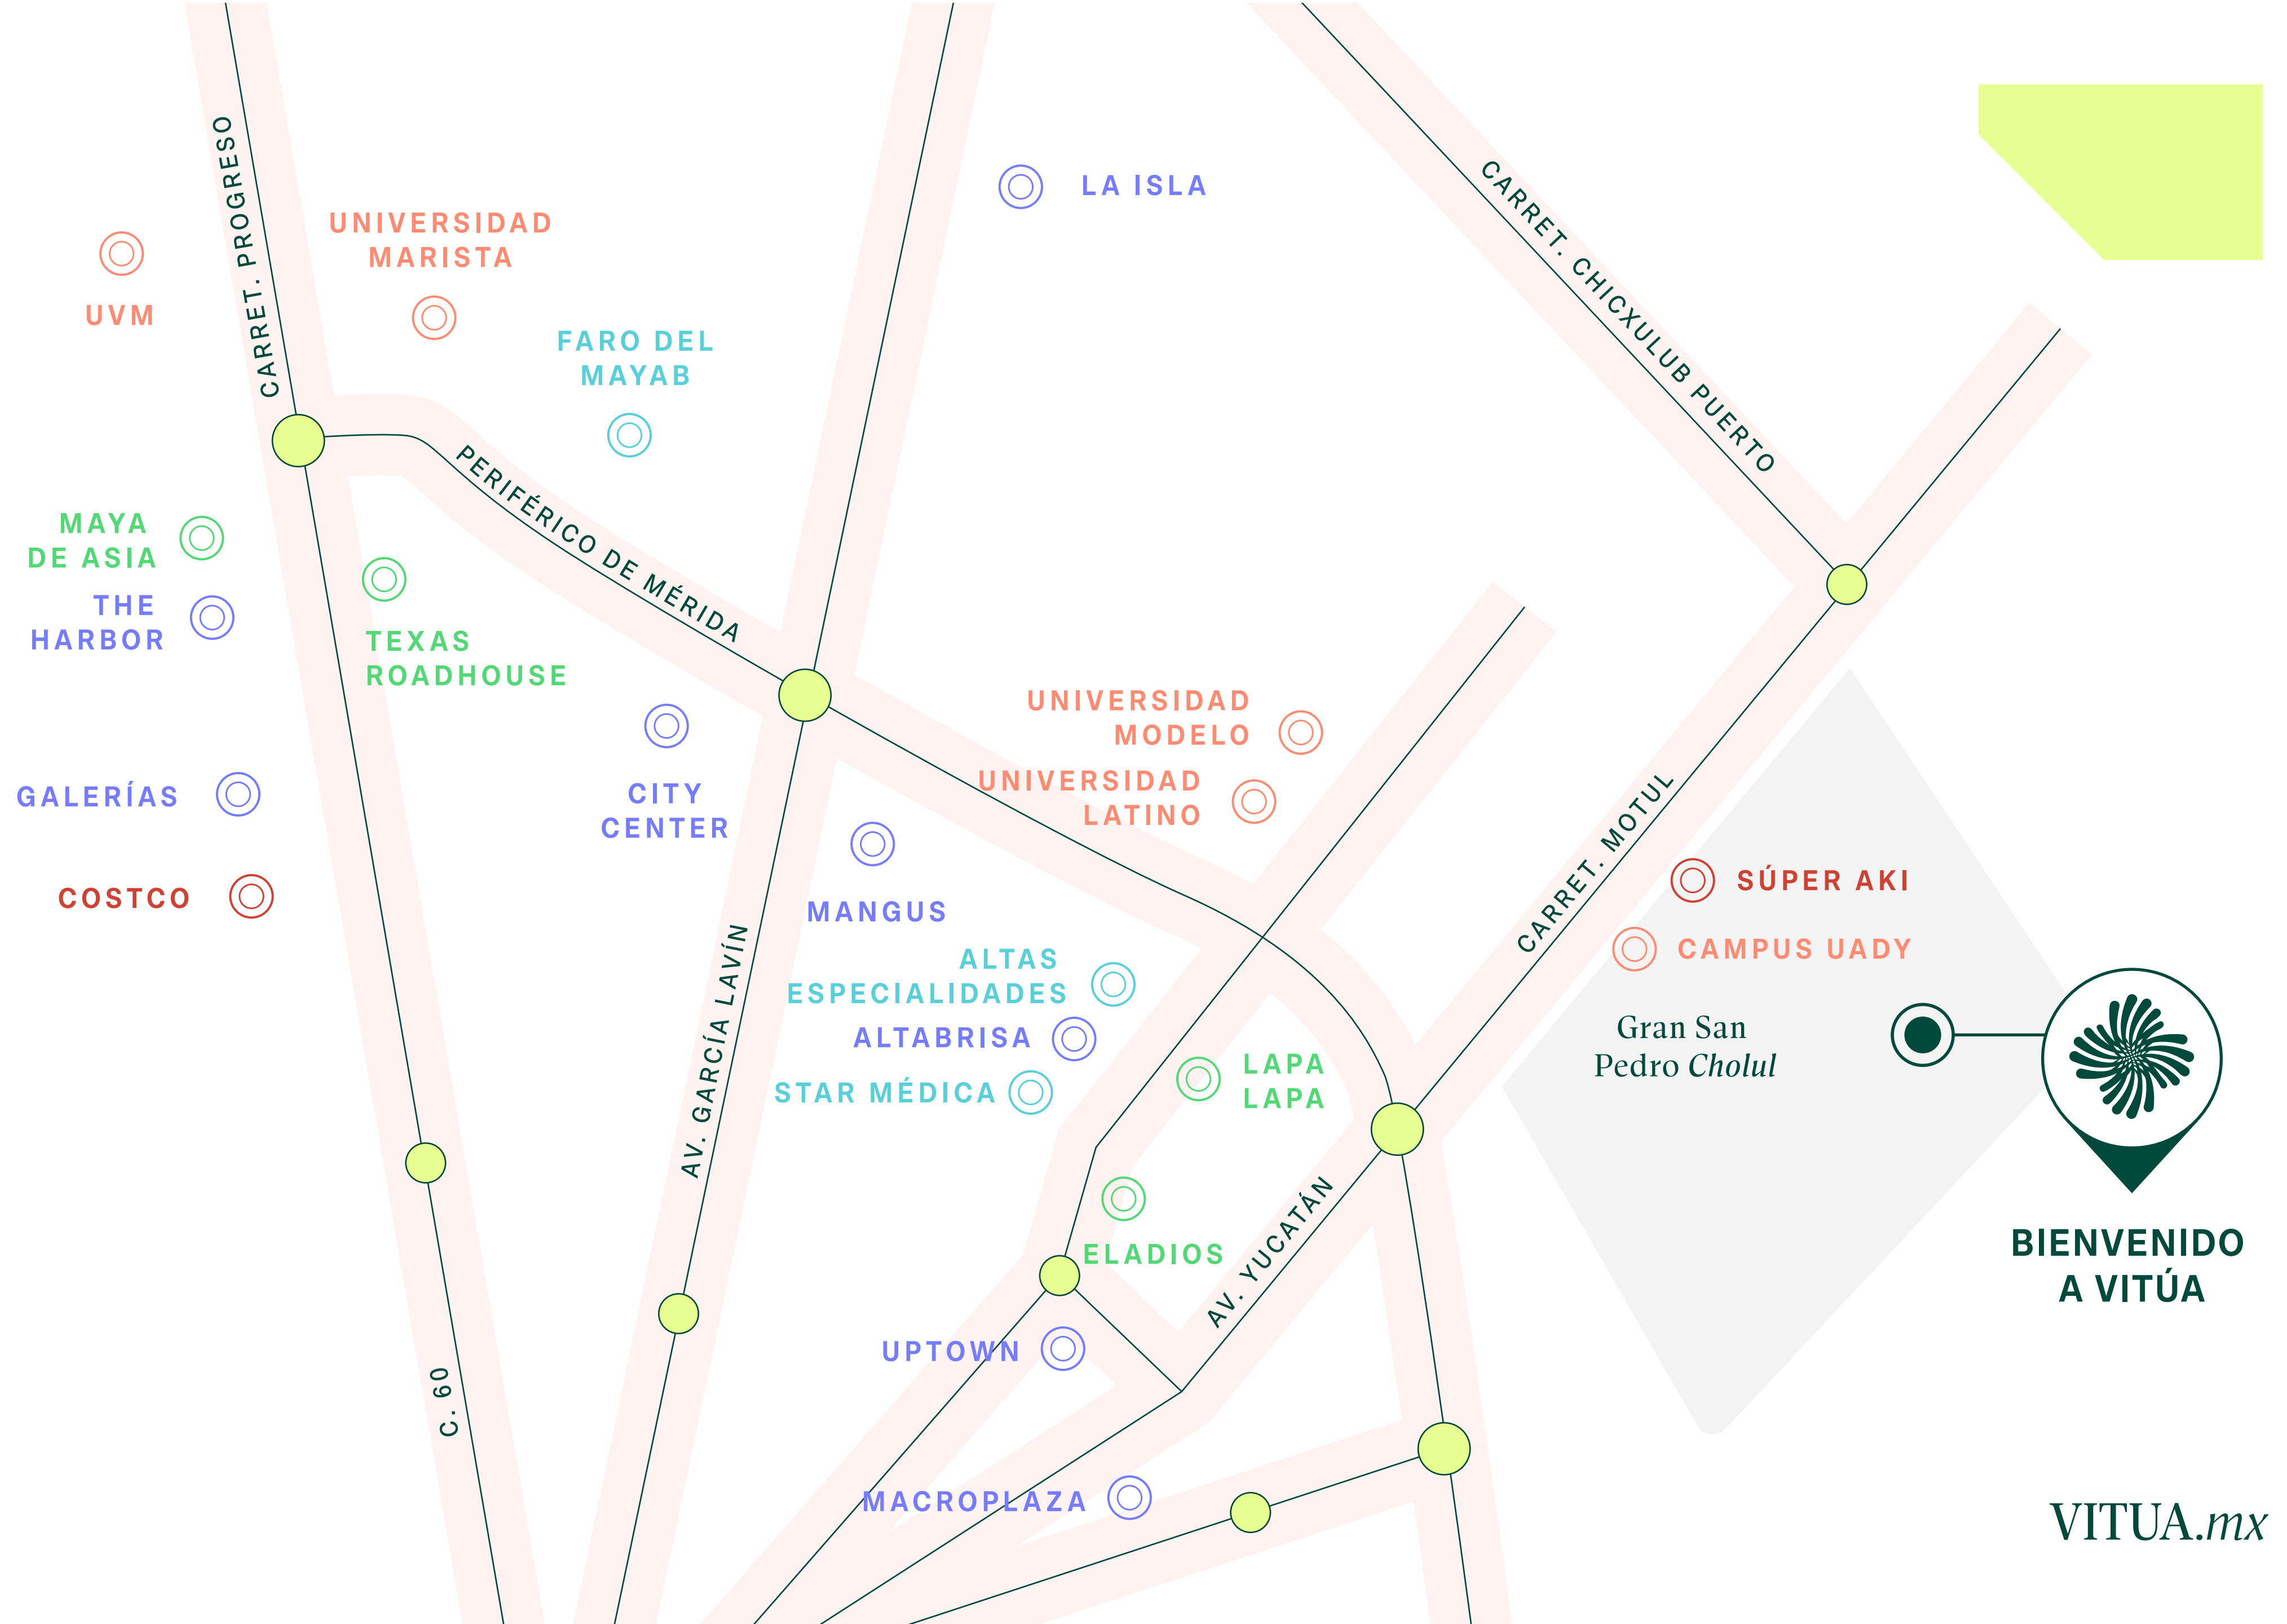 CARRET. PROGRESO
UVM
UNIVERSIDAD
MARISTA
FARO DEL
MAYAB
LA ISLA
CARRET. CHICXULUB PUERTO
PERIFÉRICO DE MÉRIDA
MAYA
DE ASIA
THE
HARBOR
TEXAS
ROADHOUSE
GALERÍAS
COSTCO
CITY
CENTER
MANGUS
UNIVERSIDAD
MODELO
UNIVERSIDAD
LATINO
CARRET. MOTUL
SÚPER AKI
CAMPUS UADY
Gran San
Pedro Cholul
ALTAS
ESPECIALIDADES
ALTABRISA
STAR MÉDICA
AV. GARCÍA LAVÍN
LAPA
LAPA
ELADIOS
AV. YUCATÁN
UPTOWN
C. 60
MACROPLAZA
BIENVENIDO
A VITÚA
VITUA.mx